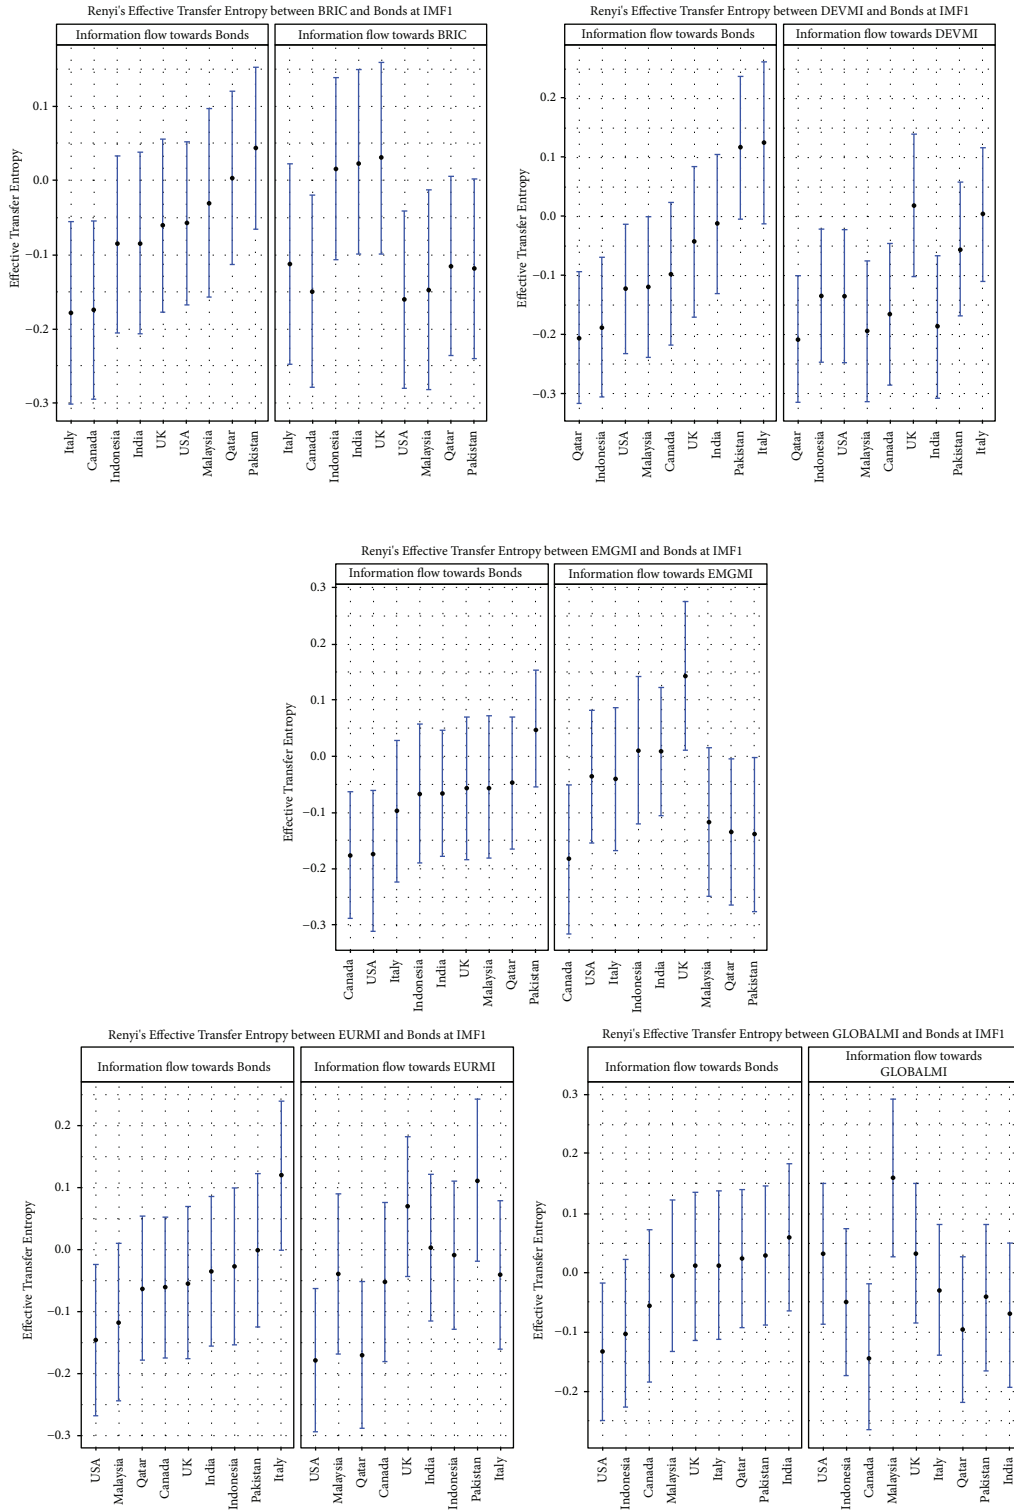 Renyi's Effective Transfer Entropy between BRIC and Bonds at IMF1
Information flow towards Bonds
Information flow towards BRIC
Effective Transfer Entropy
0.1
0.0
−0.1
−0.2
−0.3
Italy
Canada
Indonesia
India
UK
USA
Malaysia
Qatar
Pakistan
Italy
Canada
Indonesia
India
UK
USA
Malaysia
Qatar
Pakistan
Renyi's Effective Transfer Entropy between DEVMI and Bonds at IMF1
Information flow towards Bonds
Information flow towards DEVMI
Effective Transfer Entropy
0.2
0.1
0.0
−0.1
−0.2
−0.3
Qatar
Indonesia
USA
Malaysia
Canada
UK
India
Pakistan
Italy
Qatar
Indonesia
USA
Malaysia
Canada
UK
India
Pakistan
Italy
Renyi's Effective Transfer Entropy between EMGMI and Bonds at IMF1
Information flow towards Bonds
Information flow towards EMGMI
Effective Transfer Entropy
0.3
0.2
0.1
0.0
−0.1
−0.2
−0.3
Canada
USA
Italy
Indonesia
India
UK
Malaysia
Qatar
Pakistan
Canada
USA
Italy
Indonesia
India
UK
Malaysia
Qatar
Pakistan
Renyi's Effective Transfer Entropy between EURMI and Bonds at IMF1
Information flow towards Bonds
Information flow towards EURMI
Effective Transfer Entropy
0.2
0.1
0.0
−0.1
−0.2
−0.3
USA
Malaysia
Qatar
Canada
UK
India
Indonesia
Pakistan
Italy
USA
Malaysia
Qatar
Canada
UK
India
Indonesia
Pakistan
Italy
Renyi's Effective Transfer Entropy between GLOBALMI and Bonds at IMF1
Information flow towards Bonds
Information flow towards
GLOBALMI
Effective Transfer Entropy
0.3
0.2
0.1
0.0
−0.1
−0.2
USA
Indonesia
Canada
Malaysia
UK
Italy
Qatar
Pakistan
India
USA
Indonesia
Canada
Malaysia
UK
Italy
Qatar
Pakistan
India